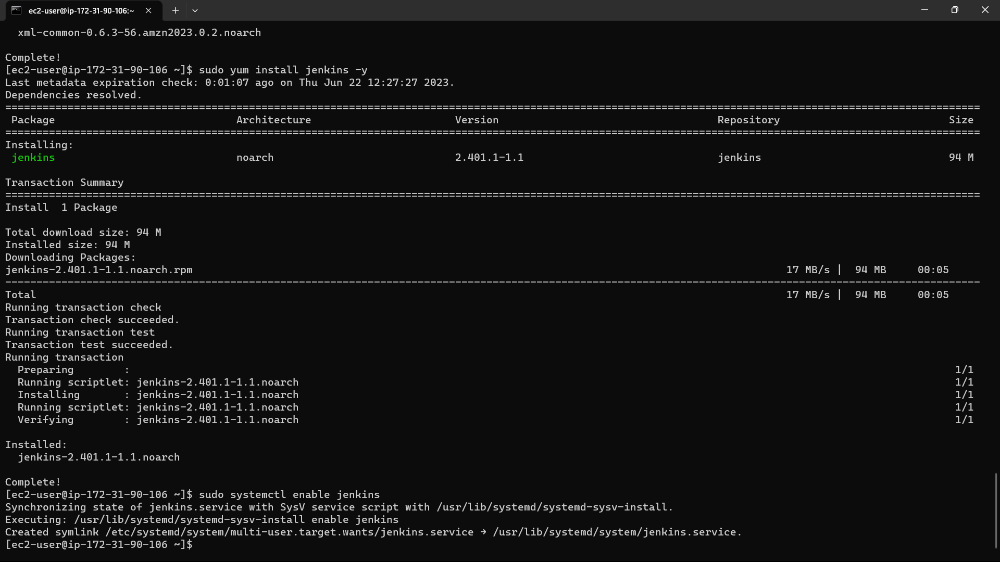 ec2-user@ip-172-31-90-106:~
xml-common-0.6.3-56.amzn2023.0.2.noarch
Complete!
[ec2-user@ip-172-31-90-106 ~]$ sudo yum install jenkins -y
Last metadata expiration check: 0:01:07 ago on Thu Jun 22 12:27:27 2023.
Dependencies resolved.
================================================================================
Package Architecture Version Repository Size
================================================================================
Installing:
jenkins noarch 2.401.1-1.1 jenkins 94 M
Transaction Summary
================================================================================
Install 1 Package
Total download size: 94 M
Installed size: 94 M
Downloading Packages:
jenkins-2.401.1-1.1.noarch.rpm 17 MB/s | 94 MB 00:05
--------------------------------------------------------------------------------
Total 17 MB/s | 94 MB 00:05
Running transaction check
Transaction check succeeded.
Running transaction test
Transaction test succeeded.
Running transaction
Preparing : 1/1
Running scriptlet: jenkins-2.401.1-1.1.noarch 1/1
Installing : jenkins-2.401.1-1.1.noarch 1/1
Running scriptlet: jenkins-2.401.1-1.1.noarch 1/1
Verifying : jenkins-2.401.1-1.1.noarch 1/1
Installed:
jenkins-2.401.1-1.1.noarch
Complete!
[ec2-user@ip-172-31-90-106 ~]$ sudo systemctl enable jenkins
Synchronizing state of jenkins.service with SysV service script with /usr/lib/systemd/systemd-sysv-install.
Executing: /usr/lib/systemd/systemd-sysv-install enable jenkins
Created symlink /etc/systemd/system/multi-user.target.wants/jenkins.service → /usr/lib/systemd/system/jenkins.service.
[ec2-user@ip-172-31-90-106 ~]$